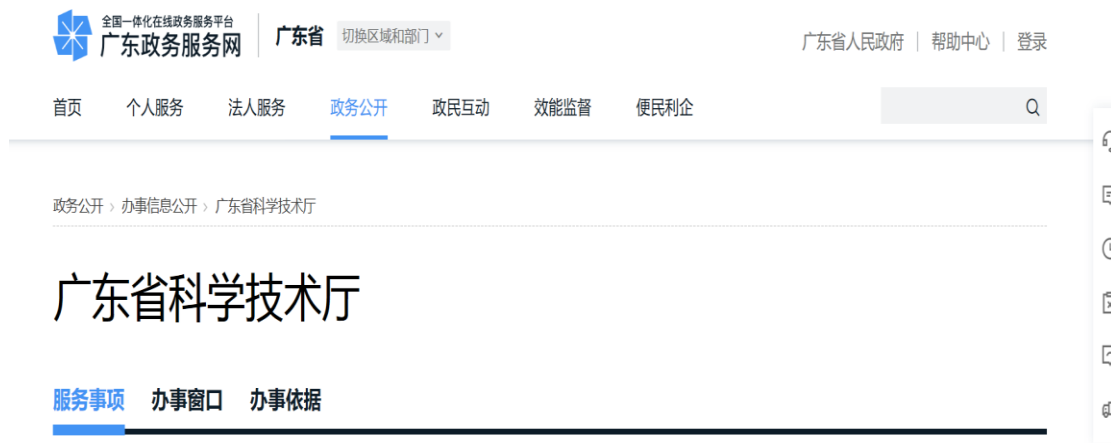 全国一体化在线政务服务平台
广东政务服务网
广东省 切换区域和部门
广东省人民政府 | 帮助中心 | 登录
首页 个人服务 法人服务 政务公开 政民互动 效能监督 便民利企
政务公开 › 办事信息公开 › 广东省科学技术厅
广东省科学技术厅
服务事项 办事窗口 办事依据